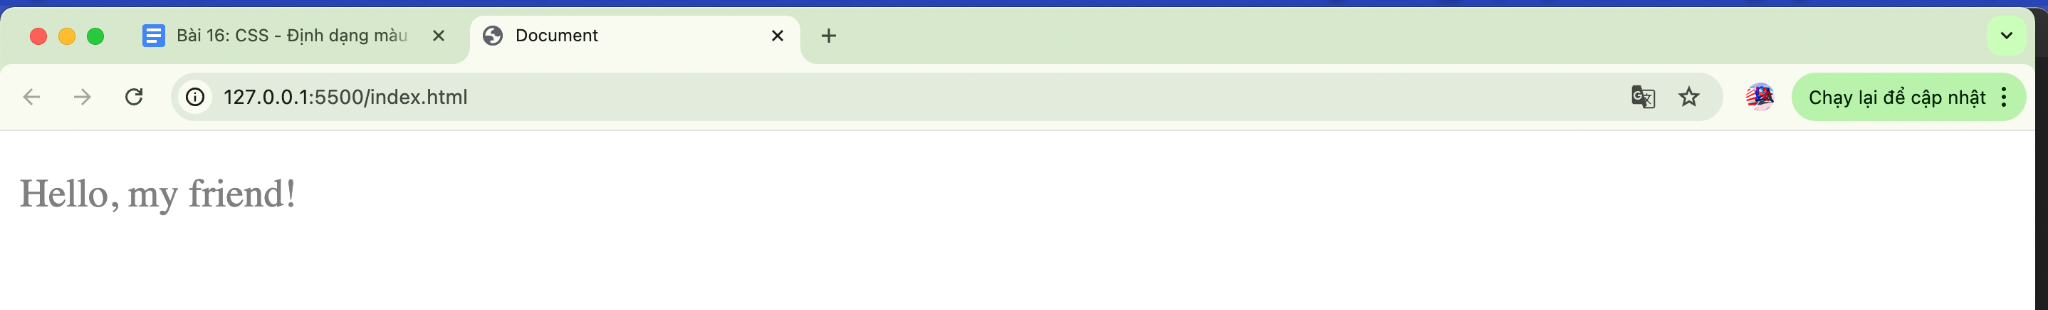 Bài 16: CSS - Định dạng màu
Document
127.0.0.1:5500/index.html
Chạy lại để cập nhật
Hello, my friend!